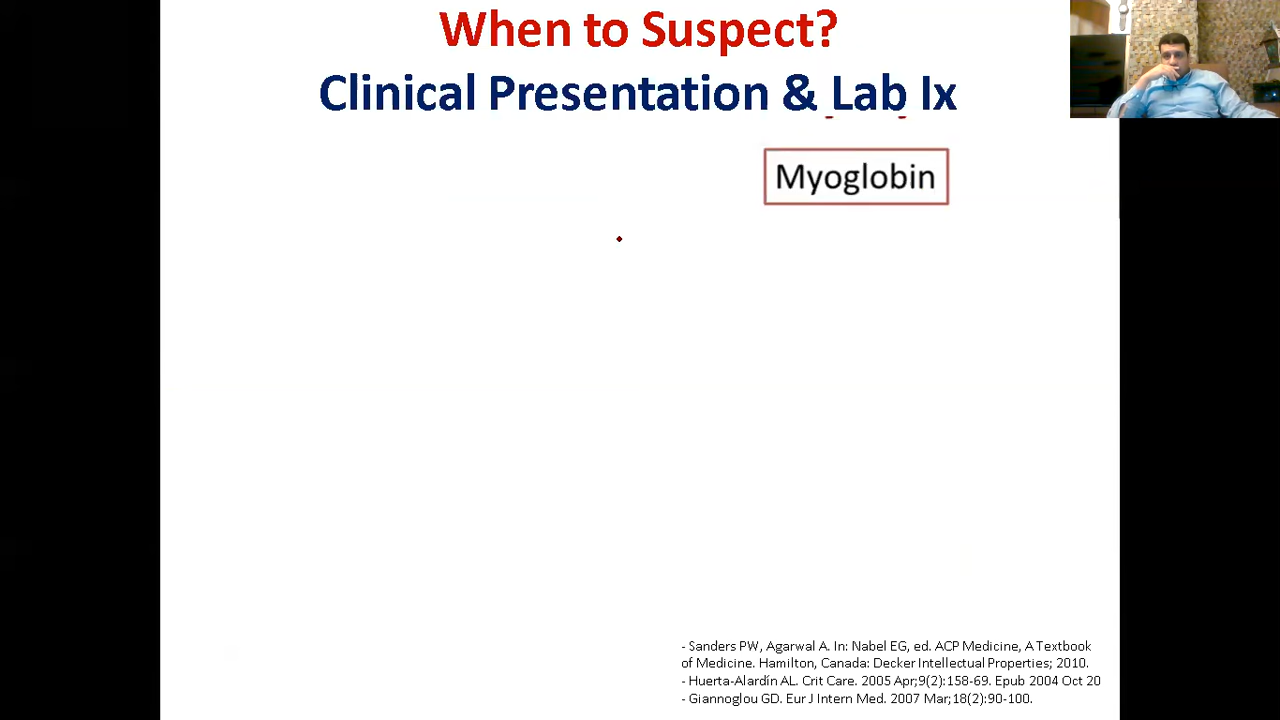 When to Suspect?
Clinical Presentation & Lab Ix
Myoglobin
- Sanders PW, Agarwal A. In: Nabel EG, ed. ACP Medicine, A Textbook
of Medicine. Hamilton, Canada: Decker Intellectual Properties; 2010.
- Huerta-Alardín AL. Crit Care. 2005 Apr;9(2):158-69. Epub 2004 Oct 20
- Giannoglou GD. Eur J Intern Med. 2007 Mar;18(2):90-100.